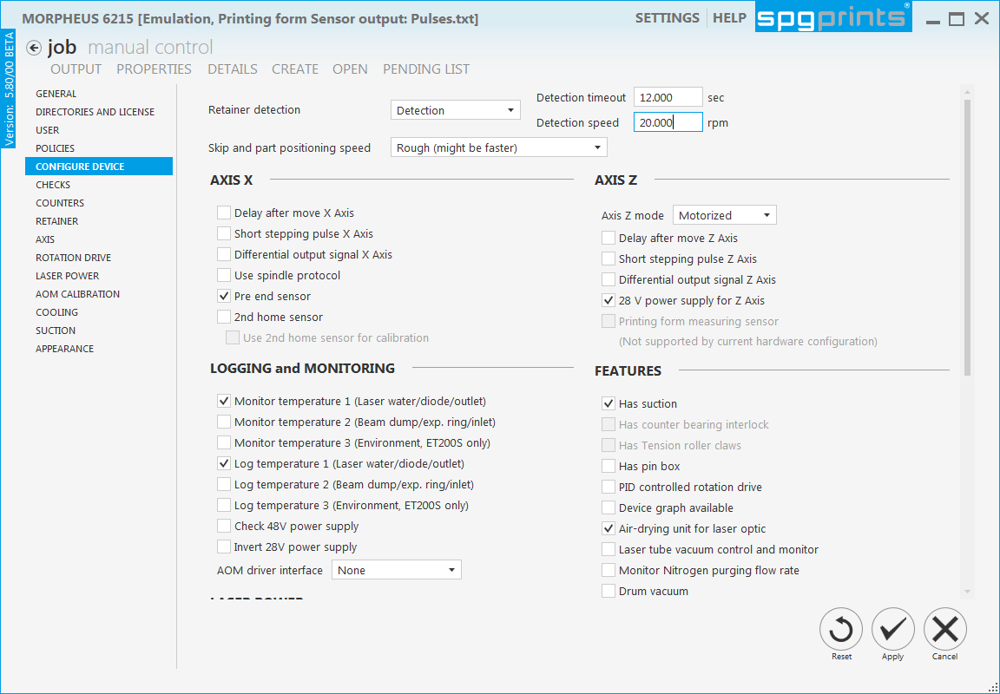 MORPHEUS 6215 [Emulation, Printing form Sensor output: Pulses.txt]
SETTINGS HELP
spgprints®
Version: 5.80/00 BETA
job manual control
OUTPUT PROPERTIES DETAILS CREATE OPEN PENDING LIST
GENERAL
DIRECTORIES AND LICENSE
USER
POLICIES
CONFIGURE DEVICE
CHECKS
COUNTERS
RETAINER
AXIS
ROTATION DRIVE
LASER POWER
AOM CALIBRATION
COOLING
SUCTION
APPEARANCE
Retainer detection Detection
Detection timeout 12.000 sec
Detection speed 20.000 rpm
Skip and part positioning speed Rough (might be faster)
AXIS X
Delay after move X Axis
Short stepping pulse X Axis
Differential output signal X Axis
Use spindle protocol
Pre end sensor
2nd home sensor
Use 2nd home sensor for calibration
LOGGING and MONITORING
Monitor temperature 1 (Laser water/diode/outlet)
Monitor temperature 2 (Beam dump/exp. ring/inlet)
Monitor temperature 3 (Environment, ET200S only)
Log temperature 1 (Laser water/diode/outlet)
Log temperature 2 (Beam dump/exp. ring/inlet)
Log temperature 3 (Environment, ET200S only)
Check 48V power supply
Invert 28V power supply
AOM driver interface None
LASER POWER
AXIS Z
Axis Z mode Motorized
Delay after move Z Axis
Short stepping pulse Z Axis
Differential output signal Z Axis
28 V power supply for Z Axis
Printing form measuring sensor
(Not supported by current hardware configuration)
FEATURES
Has suction
Has counter bearing interlock
Has Tension roller claws
Has pin box
PID controlled rotation drive
Device graph available
Air-drying unit for laser optic
Laser tube vacuum control and monitor
Monitor Nitrogen purging flow rate
Drum vacuum
Reset Apply Cancel